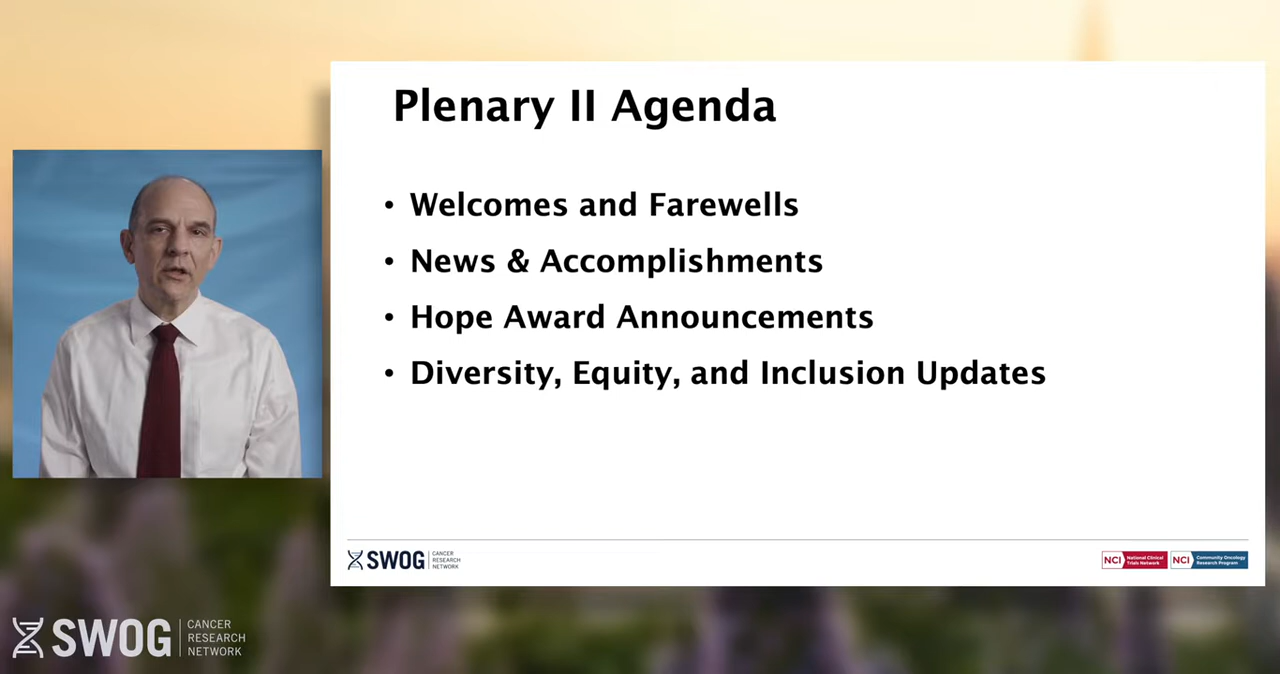 Plenary II Agenda
• Welcomes and Farewells
• News & Accomplishments
• Hope Award Announcements
• Diversity, Equity, and Inclusion Updates
SWOG
CANCER
RESEARCH
NETWORK
NCI
National Clinical
Trials Network
NCI
Community Oncology
Research Program
SWOG
CANCER
RESEARCH
NETWORK